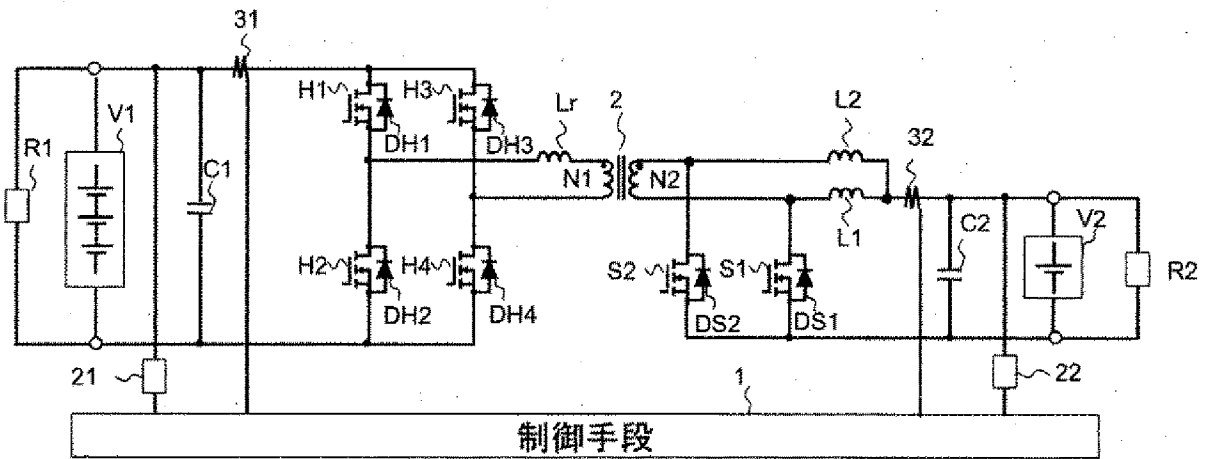 31
V1
R1
C1
H1
H3
DH1
DH3
Lr
2
L2
32
N1
N2
L1
H2
H4
DH2
DH4
S2
S1
DS2
DS1
C2
V2
R2
21
22
1
制御手段